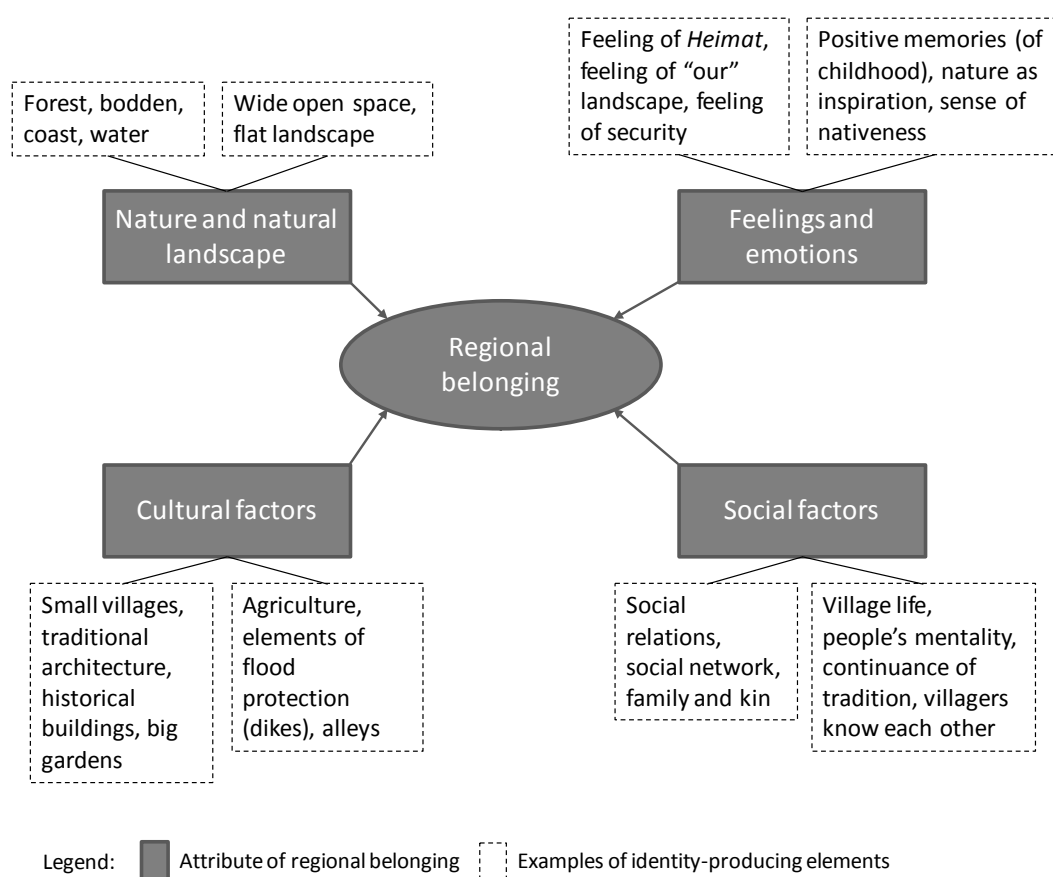 Forest, bodden,
coast, water
Wide open space,
flat landscape
Feeling of Heimat,
feeling of “our”
landscape, feeling
of security
Positive memories (of
childhood), nature as
inspiration, sense of
nativeness
Nature and natural
landscape
Feelings and
emotions
Regional
belonging
Cultural factors
Social factors
Small villages,
traditional
architecture,
historical
buildings, big
gardens
Agriculture,
elements of
flood
protection
(dikes), alleys
Social
relations,
social network,
family and kin
Village life,
people’s mentality,
continuance of
tradition, villagers
know each other
Legend:
Attribute of regional belonging
Examples of identity-producing elements